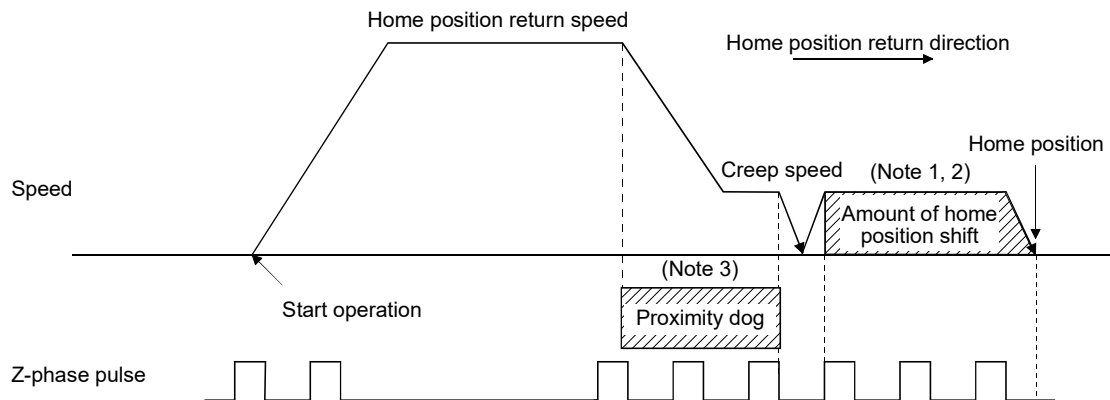 Home position return speed
Home position return direction
Home position
Creep speed
(Note 1, 2)
Speed
Amount of home
position shift
(Note 3)
Start operation
Proximity dog
Z-phase pulse